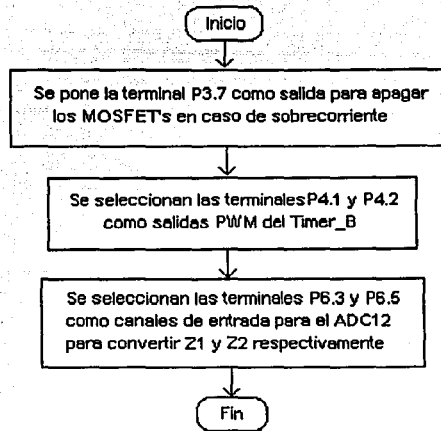 Inicio
Se pone la terminal P3.7 como salida para apagar
los MOSFET's en caso de sobrecorriente
Se seleccionan las terminales P4.1 y P4.2
como salidas PWM del Timer_B
Se seleccionan las terminales P6.3 y P6.5
como canales de entrada para el ADC12
para convertir Z1 y Z2 respectivamente
Fin